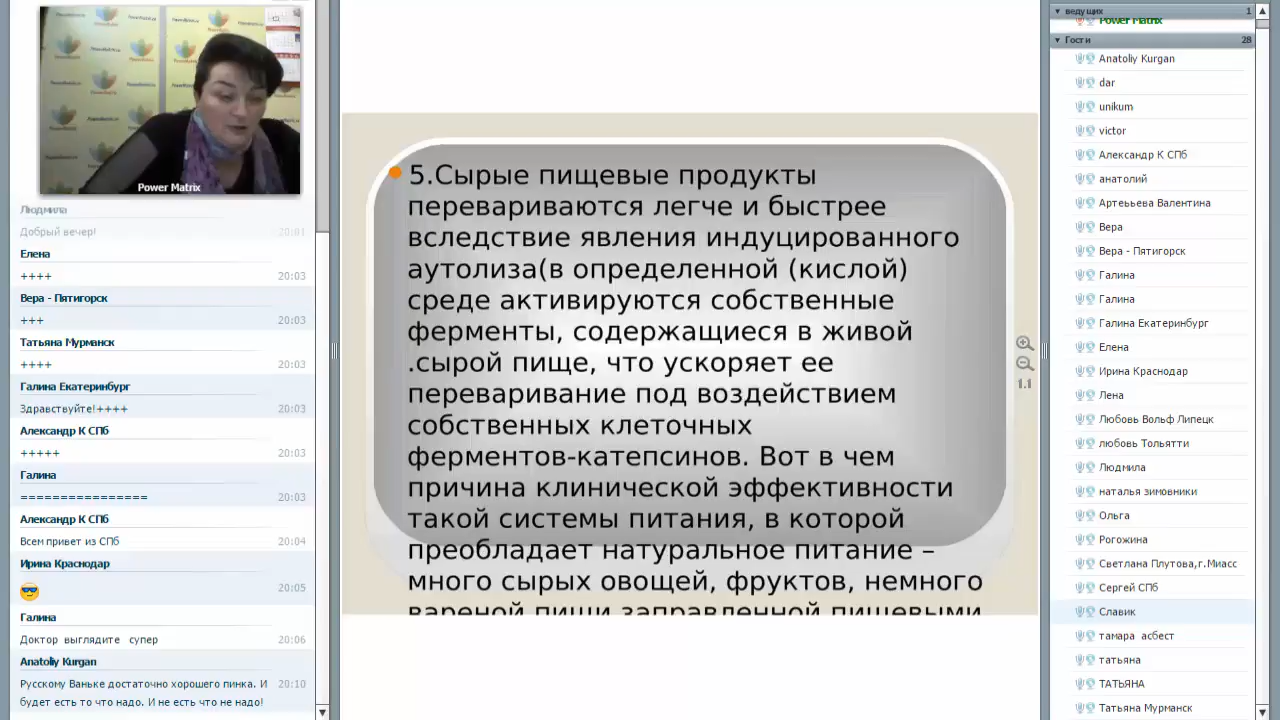 Power Matrix
Людмила
Добрый вечер! 20:01
Елена
++++ 20:03
Вера - Пятигорск
+++ 20:03
Татьяна Мурманск
++++ 20:03
Галина Екатеринбург
Здравствуйте!++++ 20:03
Александр К СПб
+++++ 20:03
Галина
================ 20:03
Александр К СПб
Всем привет из СПб 20:04
Ирина Краснодар
20:05
Галина
Доктор выглядите супер 20:06
Anatoliy Kurgan
Русскому Ваньке достаточно хорошего пинка. И 20:10
будет есть то что надо. И не есть что не надо!
5.Сырые пищевые продукты
перевариваются легче и быстрее
вследствие явления индуцированного
аутолиза(в определенной (кислой)
среде активируются собственные
ферменты, содержащиеся в живой
.сырой пище, что ускоряет ее
переваривание под воздействием
собственных клеточных
ферментов-катепсинов. Вот в чем
причина клинической эффективности
такой системы питания, в которой
преобладает натуральное питание –
много сырых овощей, фруктов, немного
вареной пищи заправленной пищевыми
1.1
ведущих 1
Power Matrix
Гости 28
Anatoliy Kurgan
dar
unikum
victor
Александр К СПб
анатолий
Артеььева Валентина
Вера
Вера - Пятигорск
Галина
Галина
Галина Екатеринбург
Елена
Ирина Краснодар
Лена
Любовь Вольф Липецк
любовь Тольятти
Людмила
наталья зимовники
Ольга
Рогожина
Светлана Плутова,г.Миасс
Сергей СПб
Славик
тамара асбест
татьяна
ТАТЬЯНА
Татьяна Мурманск